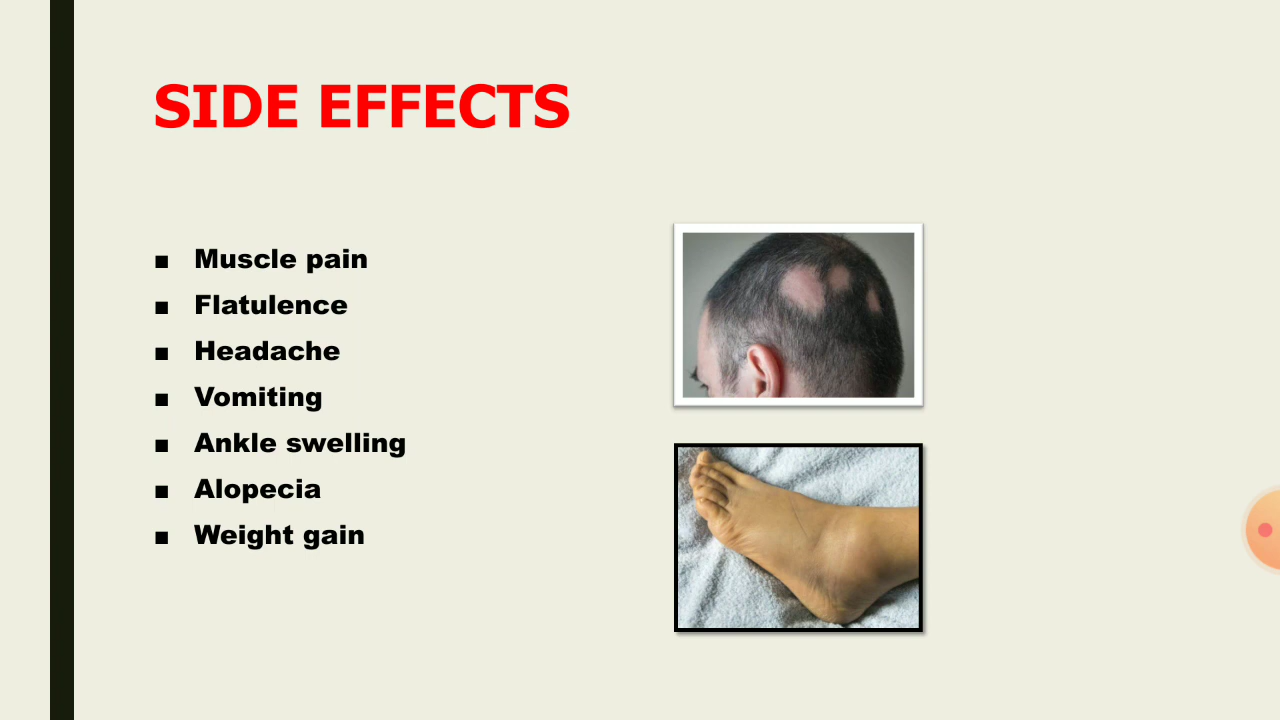 SIDE EFFECTS
▪ Muscle pain
▪ Flatulence
▪ Headache
▪ Vomiting
▪ Ankle swelling
▪ Alopecia
▪ Weight gain